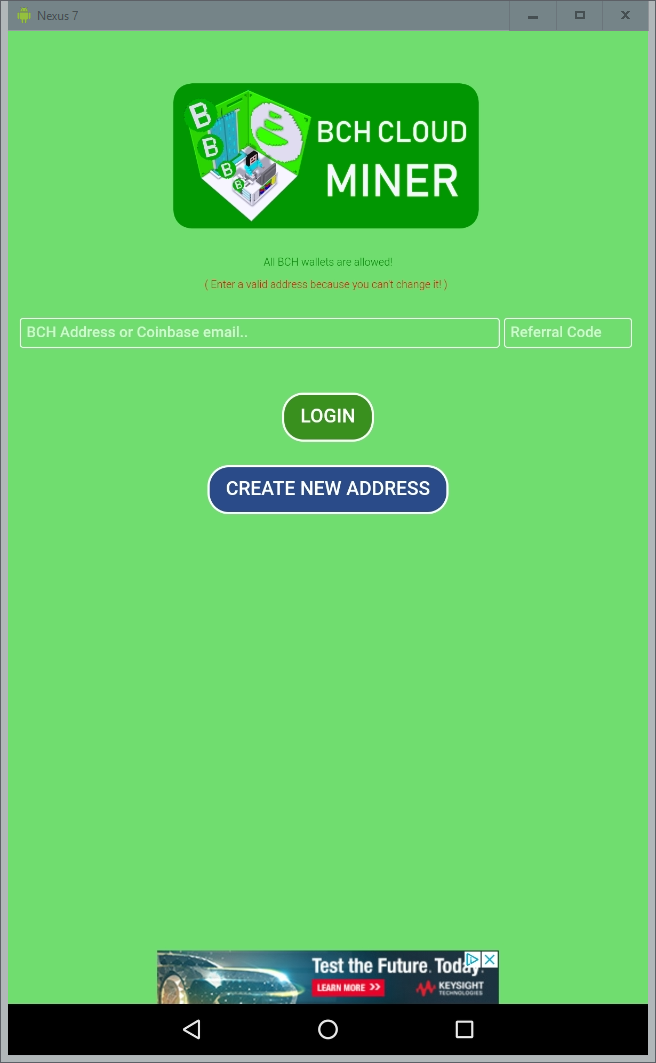 Nexus 7
BCH CLOUD
MINER
All BCH wallets are allowed!
( Enter a valid address because you can't change it! )
BCH Address or Coinbase email.. Referral Code
LOGIN
CREATE NEW ADDRESS
Test the Future. Today.
LEARN MORE >>
KEYSIGHT
TECHNOLOGIES